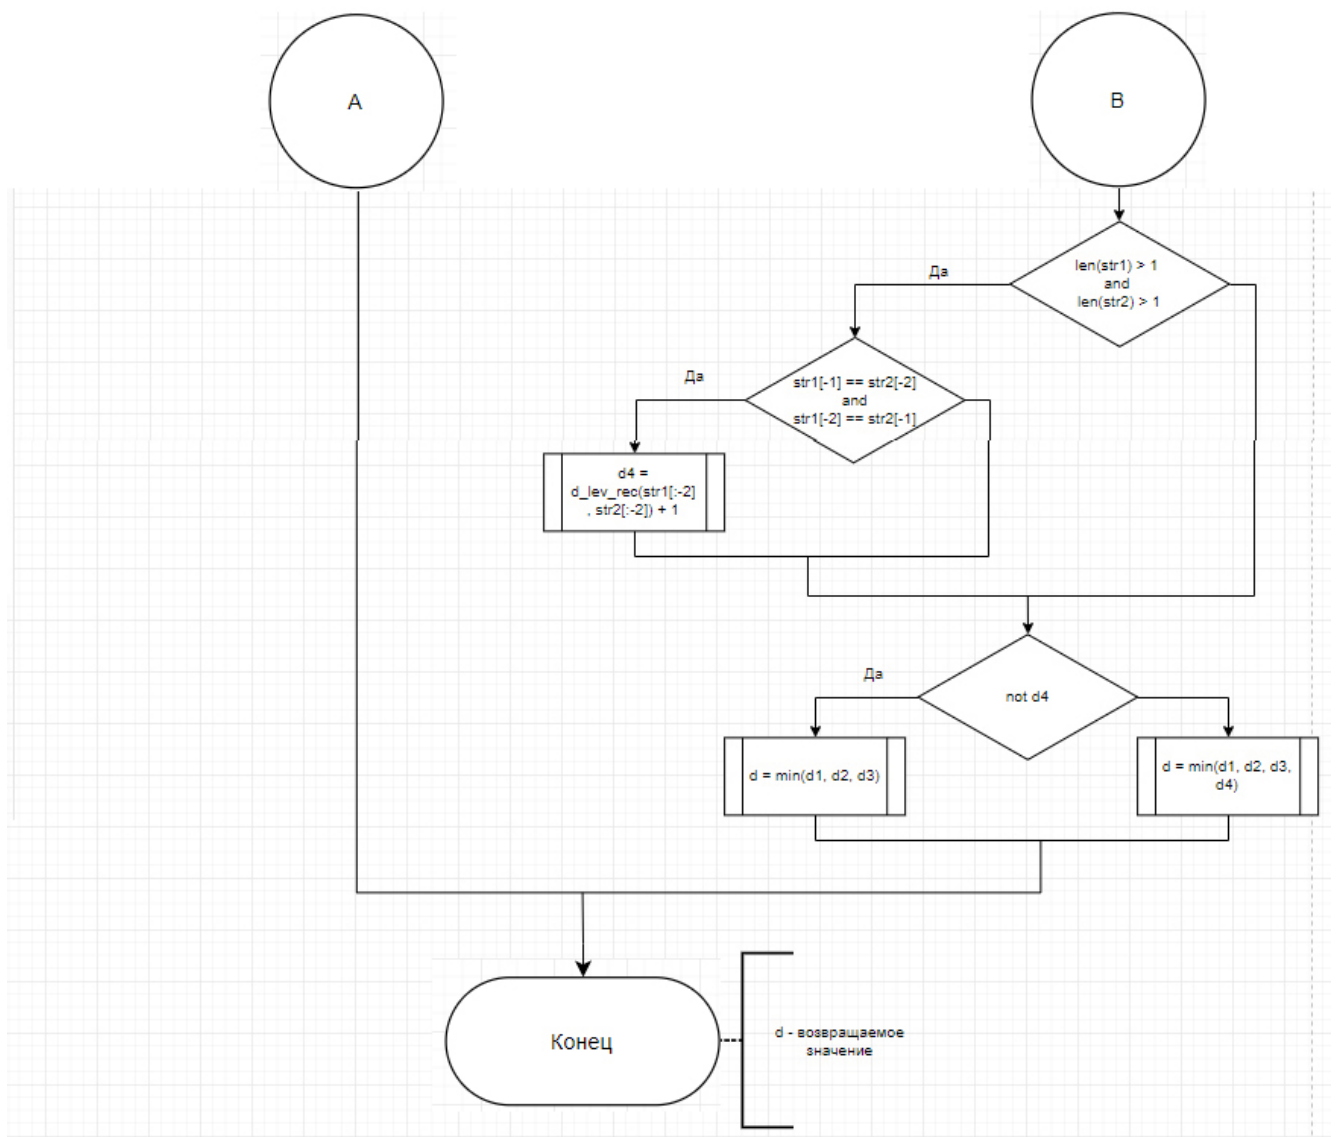 A
B
len(str1) > 1
and
len(str2) > 1
Да
str1[-1] == str2[-2]
and
str1[-2] == str2[-1]
Да
d4 =
d_lev_rec(str1[:-2]
, str2[:-2]) + 1
not d4
Да
d = min(d1, d2, d3)
d = min(d1, d2, d3,
d4)
Конец
d - возвращаемое
значение